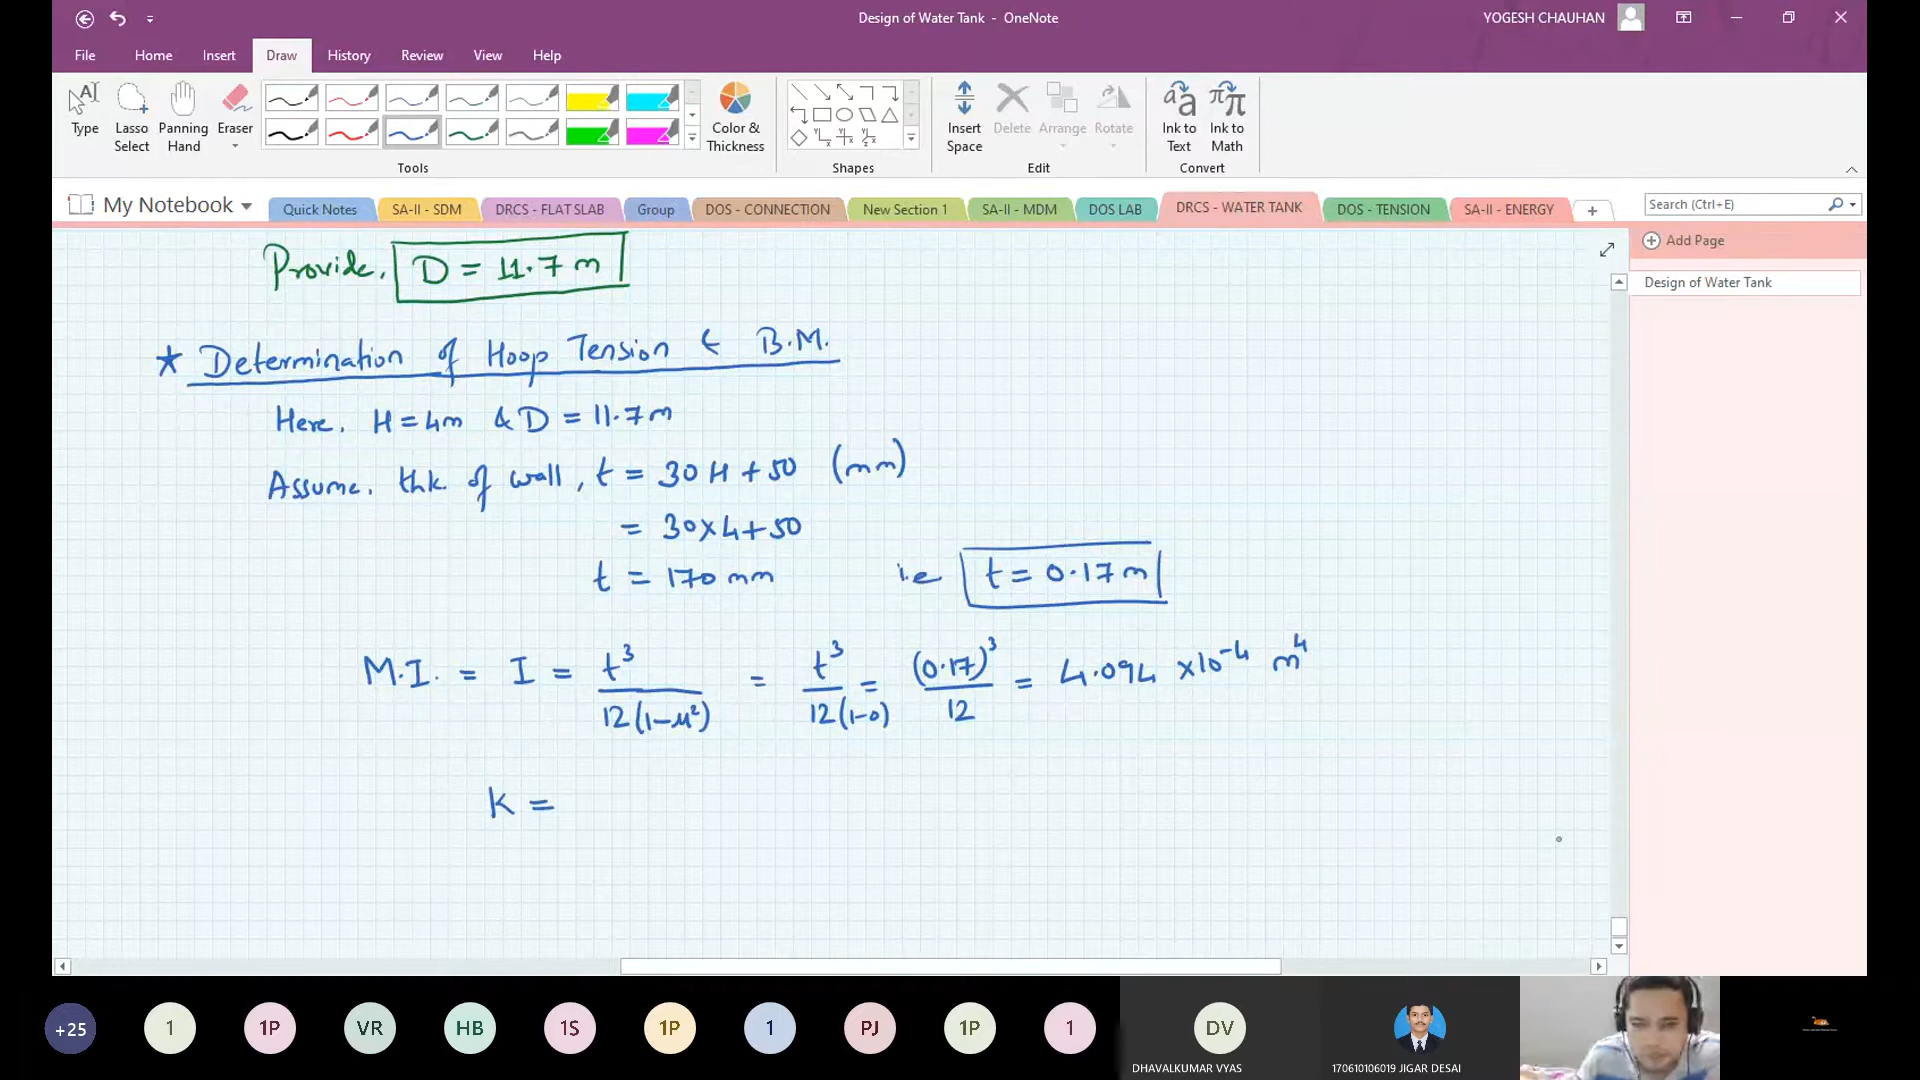 Design of Water Tank - OneNote
YOGESH CHAUHAN
File Home Insert Draw History Review View Help
Type
Lasso Select
Panning Hand
Eraser
Color & Thickness
Insert Space
Delete
Arrange
Rotate
Ink to Text
Ink to Math
Tools Shapes Edit Convert
My Notebook
Quick Notes SA-II - SDM DRCS - FLAT SLAB Group DOS - CONNECTION New Section 1 SA-II - MDM DOS LAB DRCS - WATER TANK DOS - TENSION SA-II - ENERGY
Search (Ctrl+E)
Add Page
Design of Water Tank
Provide, D = 11.7 m
* Determination of Hoop Tension & B.M.
Here, H = 4m & D = 11.7 m
Assume, thk. of wall, t = 30 H + 50 (mm)
= 30×4+50
t = 170 mm i.e t = 0.17 m
M.I. = I = t³/12(1-μ²) = t³/12(1-0) = (0.17)³/12 = 4.094 ×10⁻⁴ m⁴
K =
+25 1 1P VR HB 1S 1P 1 PJ 1P 1 DV
DHAVALKUMAR VYAS
170610106019 JIGAR DESAI